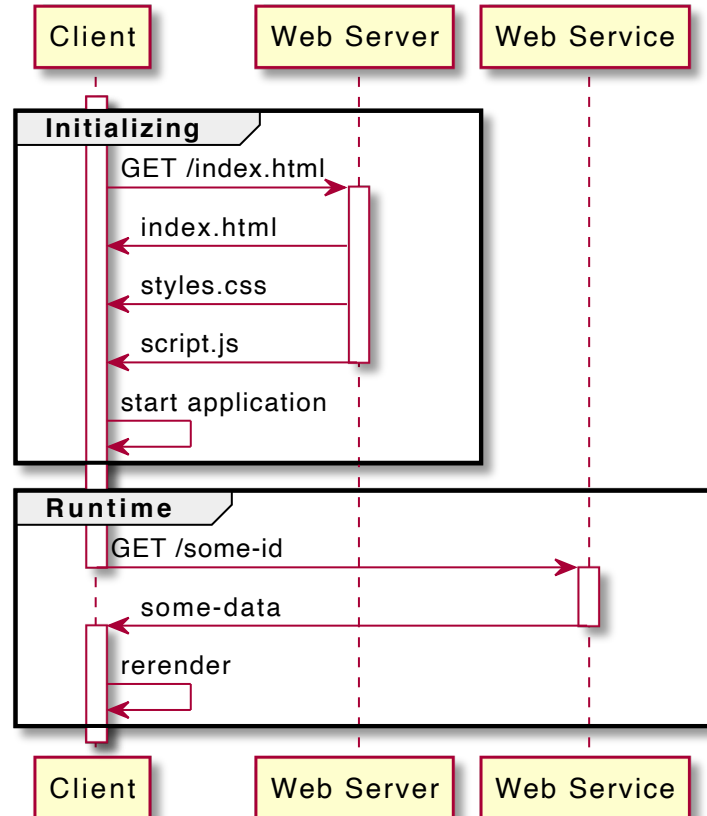 Client
Web Server
Web Service
Initializing
GET /index.html
index.html
styles.css
script.js
start application
Runtime
GET /some-id
some-data
rerender
Client
Web Server
Web Service